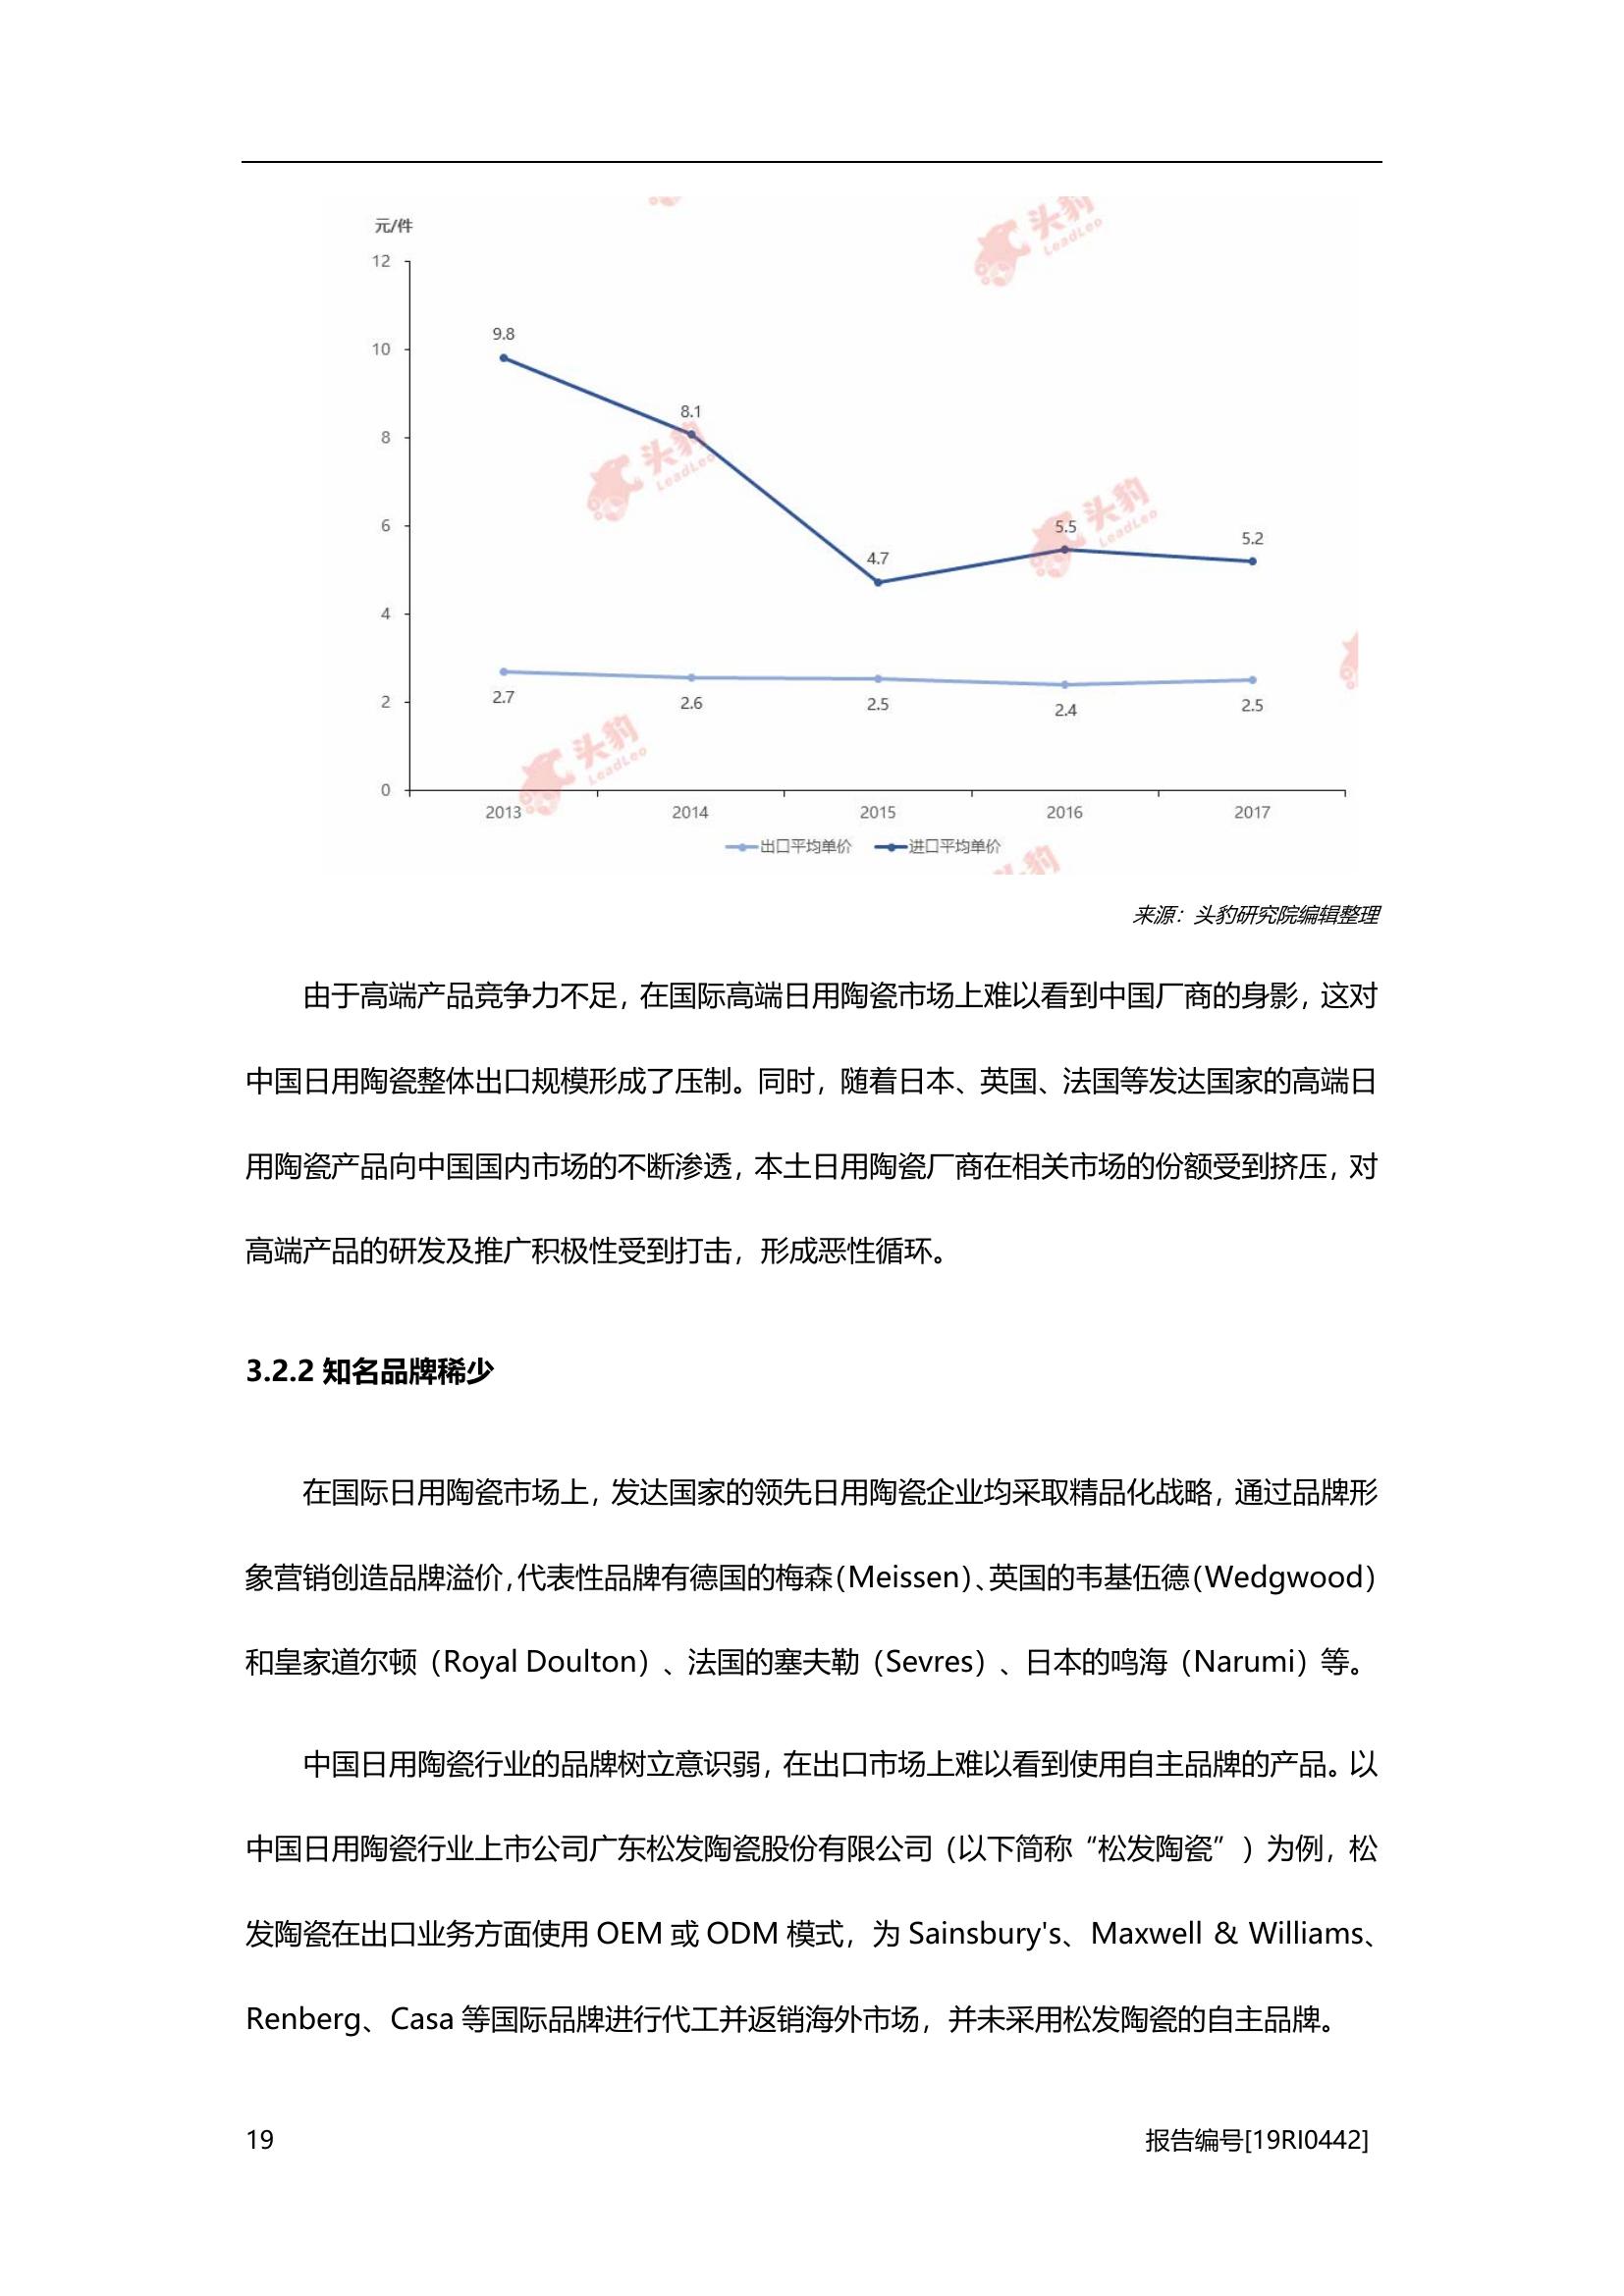 元/件
12
10
8
6
4
2
0
9.8
8.1
4.7
5.5
5.2
2.7
2.6
2.5
2.4
2.5
2013
2014
2015
2016
2017
出口平均单价
进口平均单价
头豹
LeadLeo
头豹
LeadLeo
头豹
LeadLeo
头豹
LeadLeo
来源：头豹研究院编辑整理
由于高端产品竞争力不足，在国际高端日用陶瓷市场上难以看到中国厂商的身影，这对
中国日用陶瓷整体出口规模形成了压制。同时，随着日本、英国、法国等发达国家的高端日
用陶瓷产品向中国国内市场的不断渗透，本土日用陶瓷厂商在相关市场的份额受到挤压，对
高端产品的研发及推广积极性受到打击，形成恶性循环。
3.2.2 知名品牌稀少
在国际日用陶瓷市场上，发达国家的领先日用陶瓷企业均采取精品化战略，通过品牌形
象营销创造品牌溢价，代表性品牌有德国的梅森（Meissen）、英国的韦基伍德（Wedgwood）
和皇家道尔顿（Royal Doulton）、法国的塞夫勒（Sevres）、日本的鸣海（Narumi）等。
中国日用陶瓷行业的品牌树立意识弱，在出口市场上难以看到使用自主品牌的产品。以
中国日用陶瓷行业上市公司广东松发陶瓷股份有限公司（以下简称“松发陶瓷”）为例，松
发陶瓷在出口业务方面使用 OEM 或 ODM 模式，为 Sainsbury's、Maxwell & Williams、
Renberg、Casa 等国际品牌进行代工并返销海外市场，并未采用松发陶瓷的自主品牌。
19
报告编号[19RI0442]